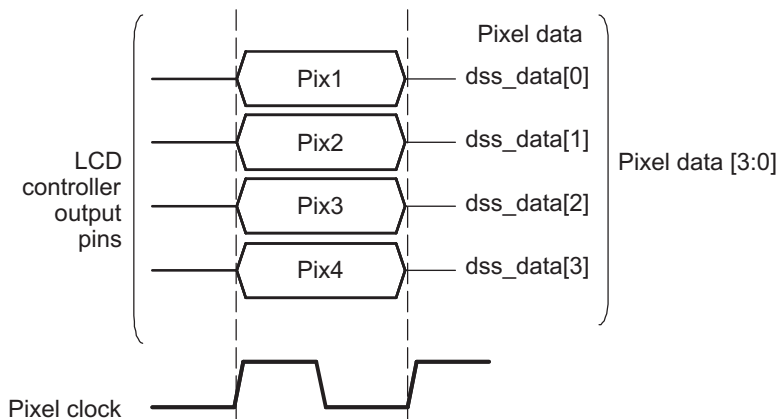 Pixel data
Pix1
dss_data[0]
Pix2
dss_data[1]
LCD
controller
output
pins
Pixel data [3:0]
Pix3
dss_data[2]
Pix4
dss_data[3]
Pixel clock